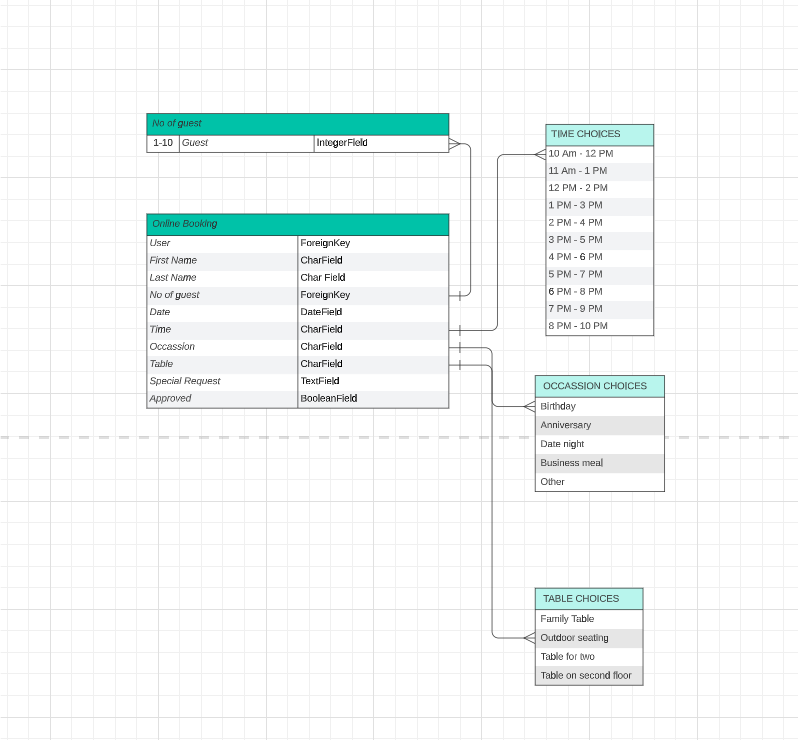 No of guest
1-10 Guest IntegerField
Online Booking
User ForeignKey
First Name CharField
Last Name Char Field
No of guest ForeignKey
Date DateField
Time CharField
Occassion CharField
Table CharField
Special Request TextField
Approved BooleanField
TIME CHOICES
10 Am - 12 PM
11 Am - 1 PM
12 PM - 2 PM
1 PM - 3 PM
2 PM - 4 PM
3 PM - 5 PM
4 PM - 6 PM
5 PM - 7 PM
6 PM - 8 PM
7 PM - 9 PM
8 PM - 10 PM
OCCASSION CHOICES
Birthday
Anniversary
Date night
Business meal
Other
TABLE CHOICES
Family Table
Outdoor seating
Table for two
Table on second floor